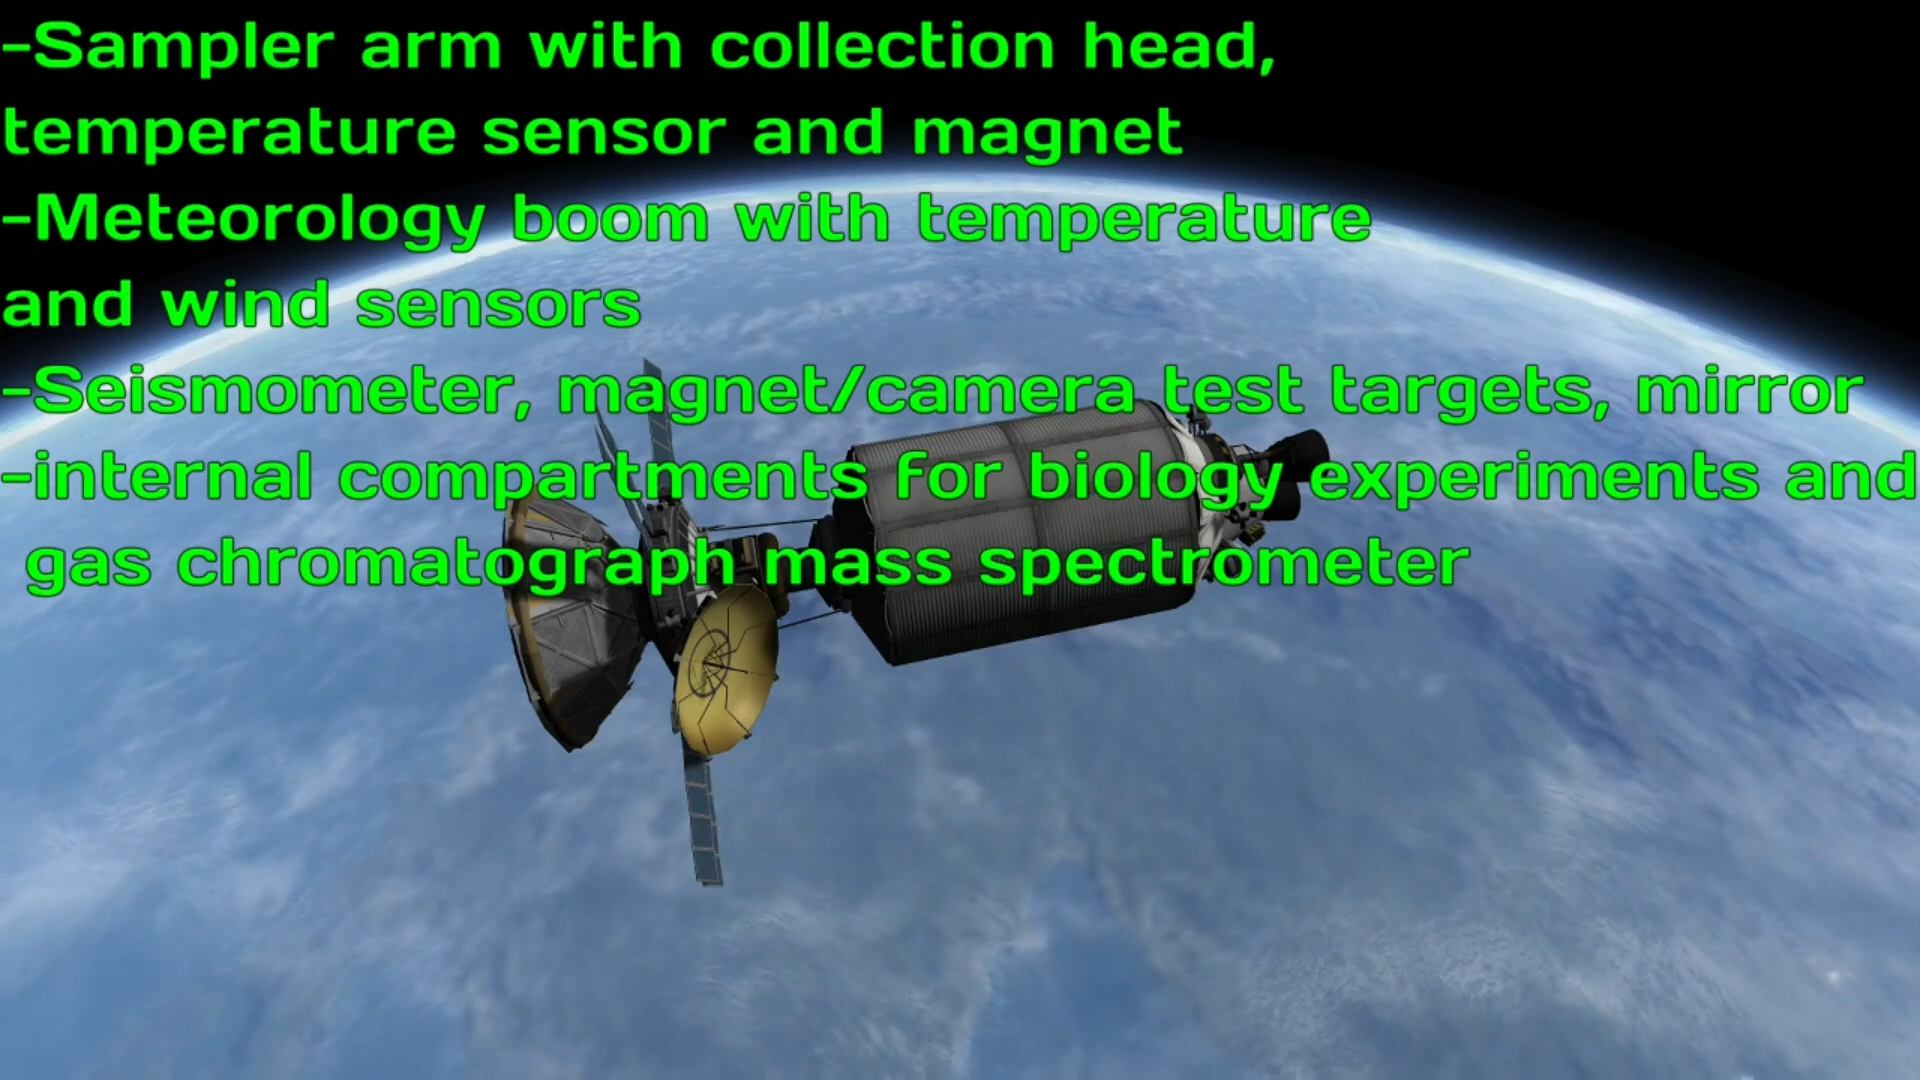 -Sampler arm with collection head,
temperature sensor and magnet
-Meteorology boom with temperature
and wind sensors
-Seismometer, magnet/camera test targets, mirror
-internal compartments for biology experiments and
gas chromatograph mass spectrometer